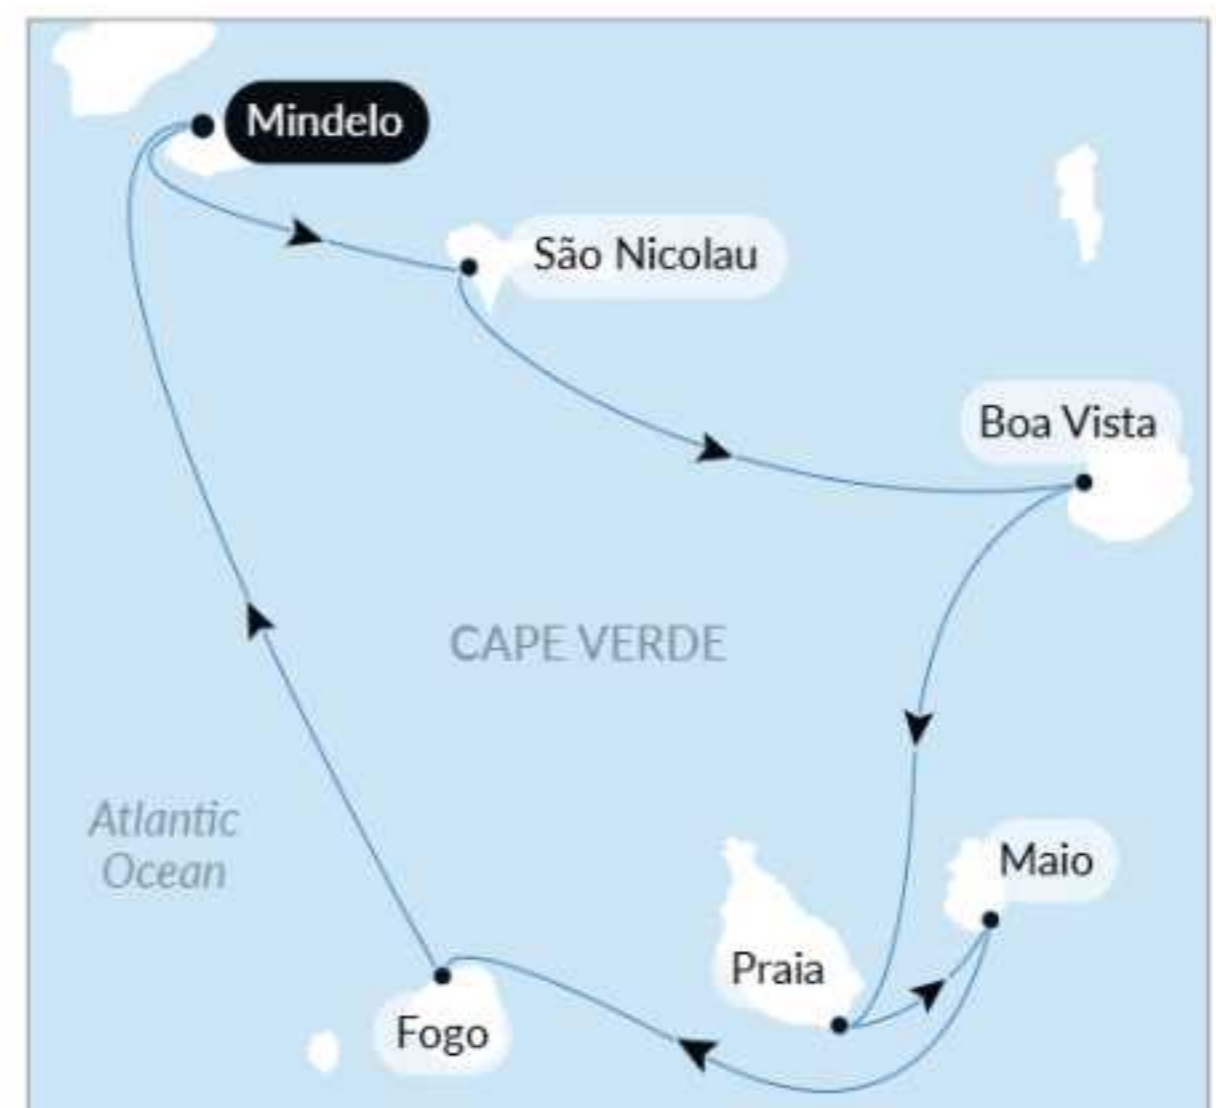 Mindelo
São Nicolau
Boa Vista
CAPE VERDE
Atlantic
Ocean
Maio
Praia
Fogo